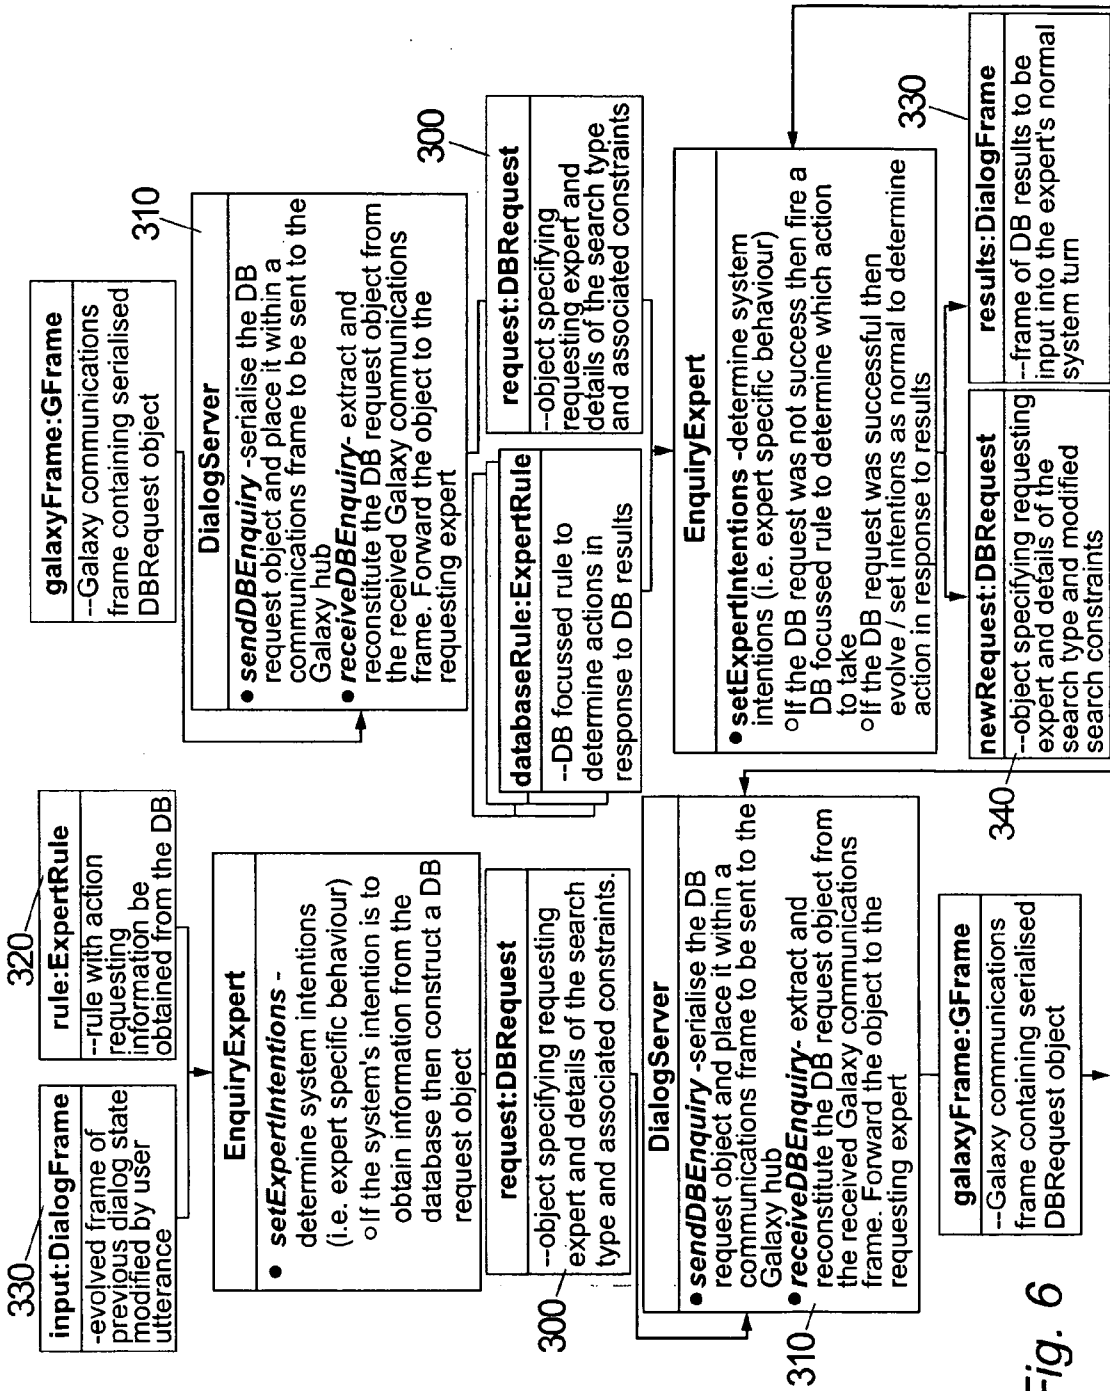 330
input:DialogFrame
-evolved frame of
previous dialog state
modified by user
utterance
320
rule:ExpertRule
--rule with action
requesting
information be
obtained from the DB
EnquiryExpert
• setExpertIntentions -
determine system intentions
(i.e. expert specific behaviour)
○If the system's intention is to
obtain information from the
database then construct a DB
request object
300
request:DBRequest
--object specifying requesting
expert and details of the search
type and associated constraints.
310
DialogServer
• sendDBEnquiry -serialise the DB
request object and place it within a
communications frame to be sent to the
Galaxy hub
• receiveDBEnquiry- extract and
reconstitute the DB request object from
the received Galaxy communications
frame. Forward the object to the
requesting expert
galaxyFrame:GFrame
--Galaxy communications
frame containing serialised
DBRequest object
galaxyFrame:GFrame
--Galaxy communications
frame containing serialised
DBRequest object
310
DialogServer
• sendDBEnquiry -serialise the DB
request object and place it within a
communications frame to be sent to the
Galaxy hub
• receiveDBEnquiry- extract and
reconstitute the DB request object from
the received Galaxy communications
frame. Forward the object to the
requesting expert
databaseRule:ExpertRule
--DB focussed rule to
determine actions in
response to DB results
300
request:DBRequest
--object specifying
requesting expert and
details of the search type
and associated constraints
EnquiryExpert
• setExpertIntentions -determine system
intentions (i.e. expert specific behaviour)
○If the DB request was not success then fire a
DB focussed rule to determine which action
to take
○If the DB request was successful then
evolve / set intentions as normal to determine
action in response to results
340
newRequest:DBRequest
--object specifying requesting
expert and details of the
search type and modified
search constraints
330
results:DialogFrame
--frame of DB results to be
input into the expert's normal
system turn
Fig. 6